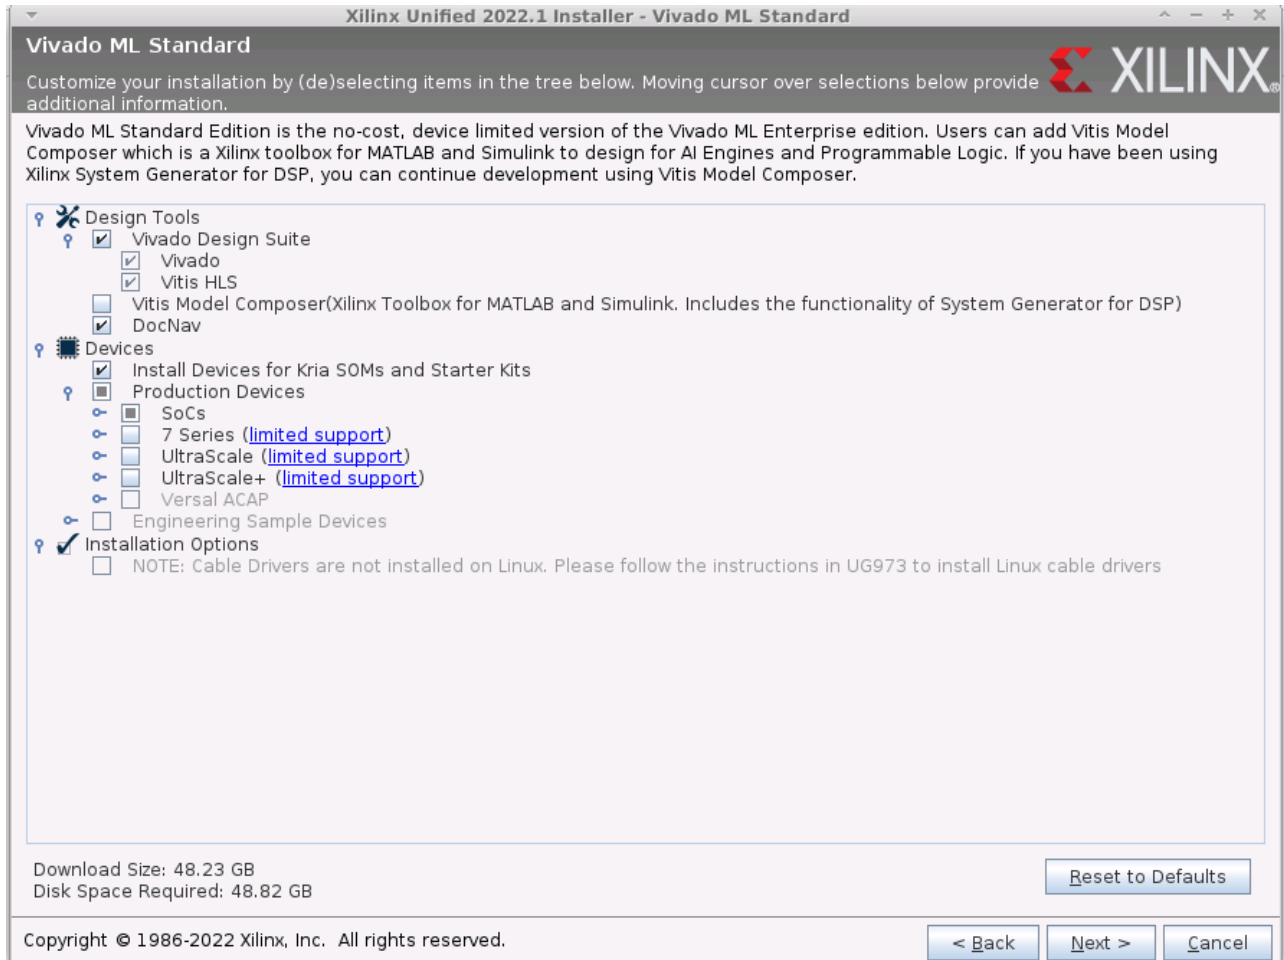 Xilinx Unified 2022.1 Installer - Vivado ML Standard
Vivado ML Standard
Customize your installation by (de)selecting items in the tree below. Moving cursor over selections below provide
additional information.
XILINX®
Vivado ML Standard Edition is the no-cost, device limited version of the Vivado ML Enterprise edition. Users can add Vitis Model
Composer which is a Xilinx toolbox for MATLAB and Simulink to design for AI Engines and Programmable Logic. If you have been using
Xilinx System Generator for DSP, you can continue development using Vitis Model Composer.
Design Tools
Vivado Design Suite
Vivado
Vitis HLS
Vitis Model Composer(Xilinx Toolbox for MATLAB and Simulink. Includes the functionality of System Generator for DSP)
DocNav
Devices
Install Devices for Kria SOMs and Starter Kits
Production Devices
SoCs
7 Series (limited support)
UltraScale (limited support)
UltraScale+ (limited support)
Versal ACAP
Engineering Sample Devices
Installation Options
NOTE: Cable Drivers are not installed on Linux. Please follow the instructions in UG973 to install Linux cable drivers
Download Size: 48.23 GB
Disk Space Required: 48.82 GB
Reset to Defaults
Copyright © 1986-2022 Xilinx, Inc. All rights reserved.
< Back
Next >
Cancel